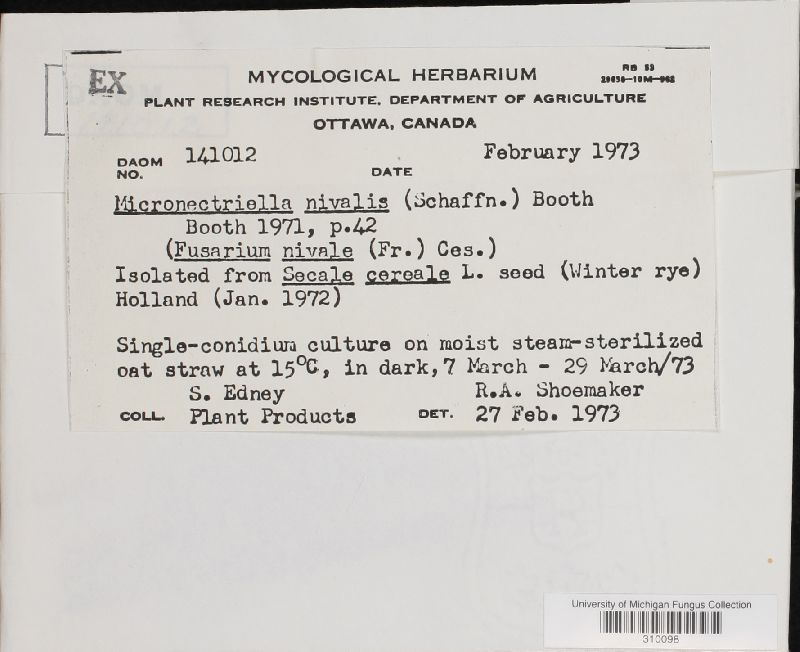 EX
MYCOLOGICAL HERBARIUM
PLANT RESEARCH INSTITUTE, DEPARTMENT OF AGRICULTURE
OTTAWA, CANADA
DAOM NO. 141012
DATE February 1973
Micronectriella nivalis (Schaffn.) Booth
Booth 1971, p.42
(Fusarium nivale (Fr.) Ces.)
Isolated from Secale cereale L. seed (Winter rye)
Holland (Jan. 1972)
Single-conidium culture on moist steam-sterilized
oat straw at 15°C, in dark, 7 March - 29 March/73
S. Edney R.A. Shoemaker
COLL. Plant Products DET. 27 Feb. 1973
University of Michigan Fungus Collection
310098